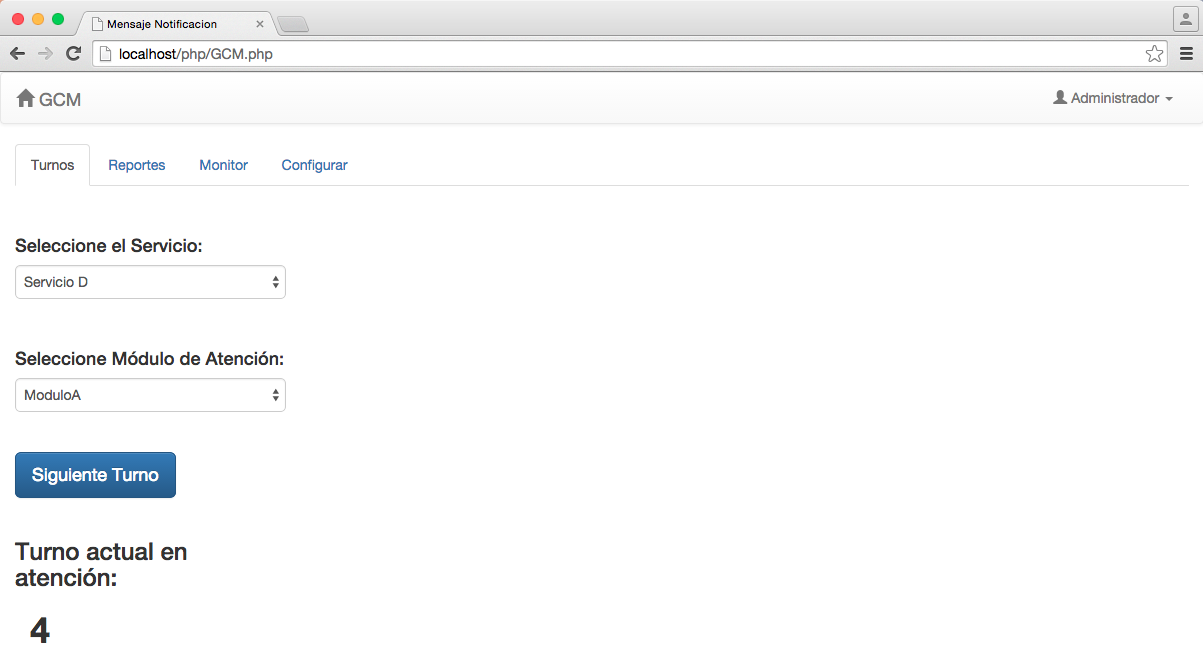 Mensaje Notificacion
localhost/php/GCM.php
GCM
Administrador
Turnos Reportes Monitor Configurar
Seleccione el Servicio:
Servicio D
Seleccione Módulo de Atención:
ModuloA
Siguiente Turno
Turno actual en
atención:
4